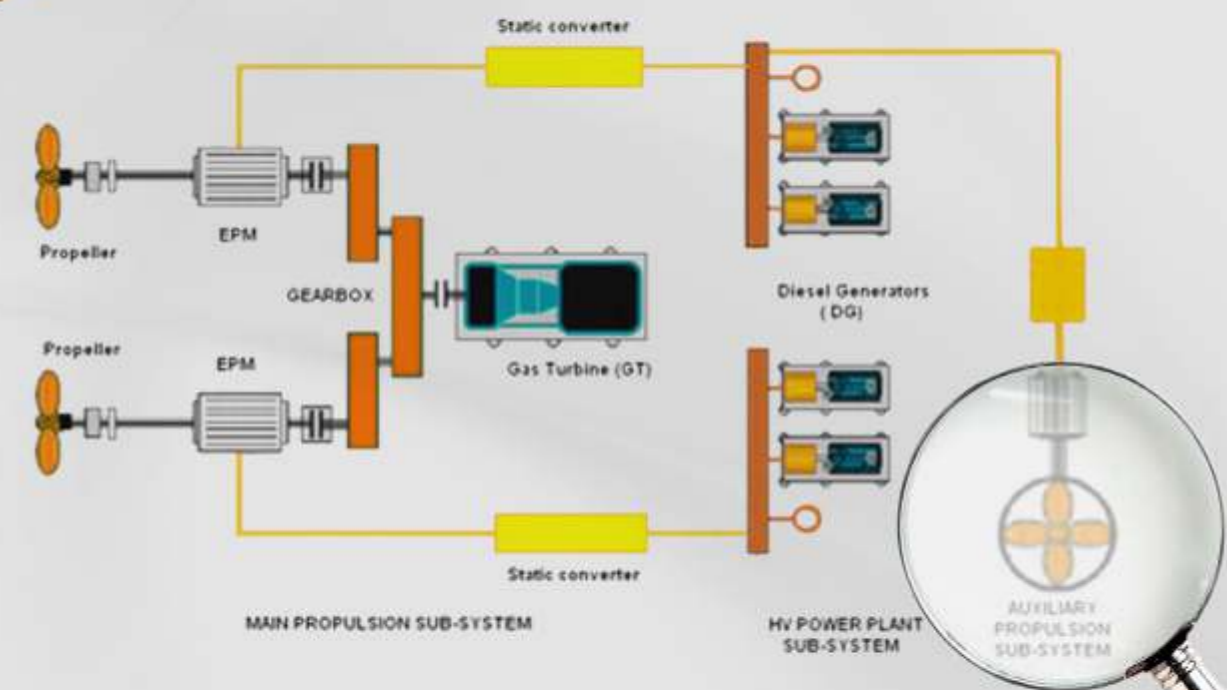 Static converter
EPM
Propeller
GEARBOX
Diesel Generators
( DG)
Propeller
EPM
Gas Turbine (GT)
Static converter
MAIN PROPULSION SUB-SYSTEM
HV POWER PLANT
SUB-SYSTEM
AUXILIARY
PROPULSION
SUB-SYSTEM